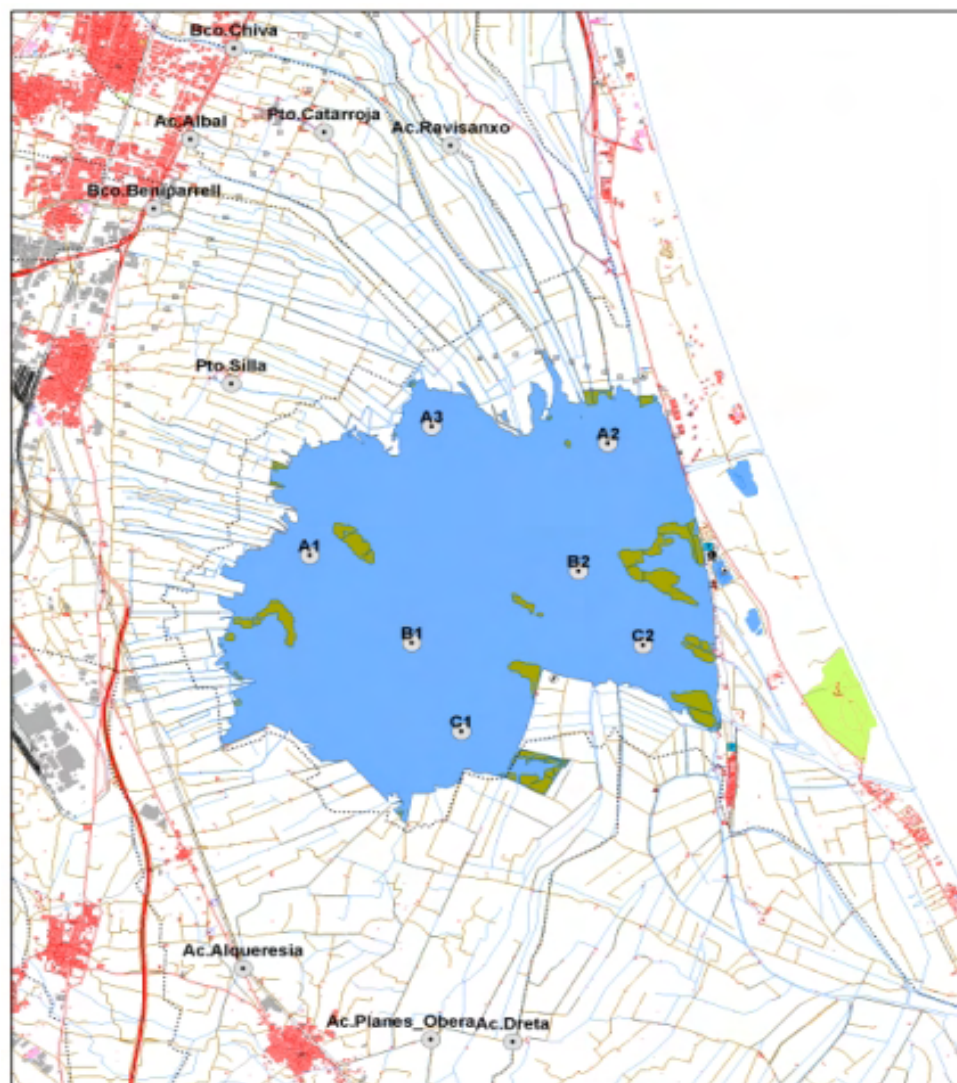 Bco.Chiva
Pto.Catarroja
Ac.Albal
Ac.Ravisanxo
Bco.Beniparrell
Pto.Silla
A3
A2
A1
B2
B1
C2
C1
Ac.Alqueresia
Ac.Planes_Obera
Ac.Dreta